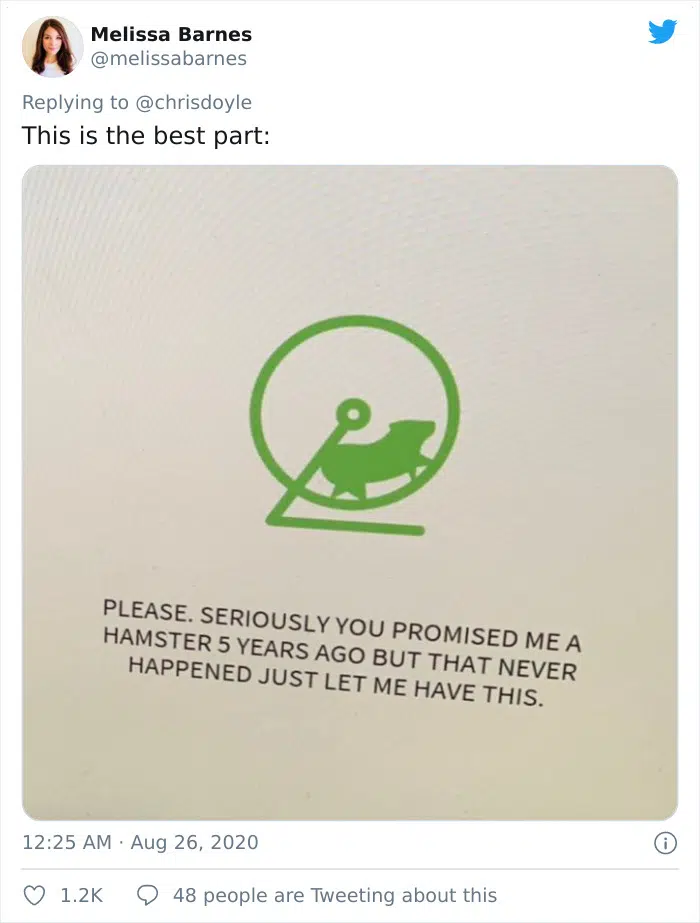 Melissa Barnes
@melissabarnes
Replying to @chrisdoyle
This is the best part:
PLEASE. SERIOUSLY YOU PROMISED ME A
HAMSTER 5 YEARS AGO BUT THAT NEVER
HAPPENED JUST LET ME HAVE THIS.
12:25 AM · Aug 26, 2020
1.2K
48 people are Tweeting about this